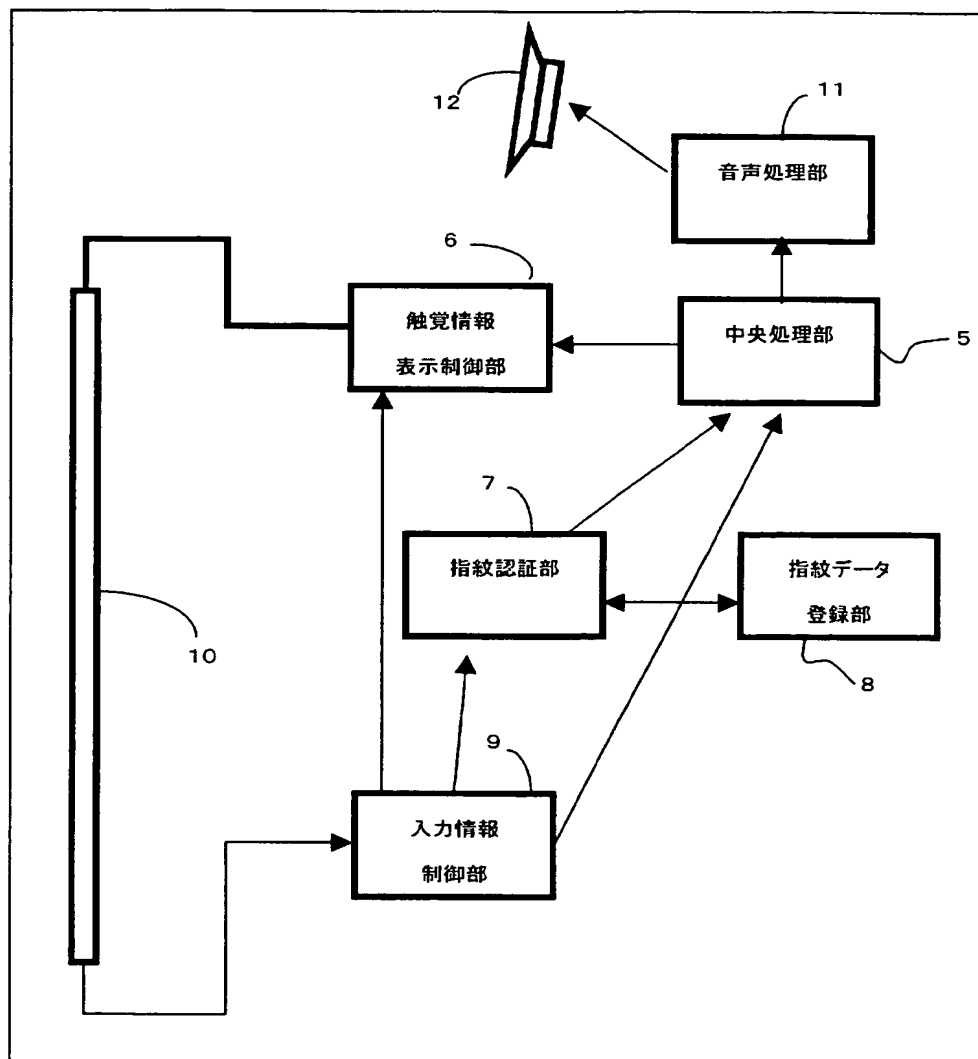 12
11
音声処理部
6
触覚情報
表示制御部
中央処理部
5
7
指紋認証部
指紋データ
登録部
8
10
9
入力情報
制御部